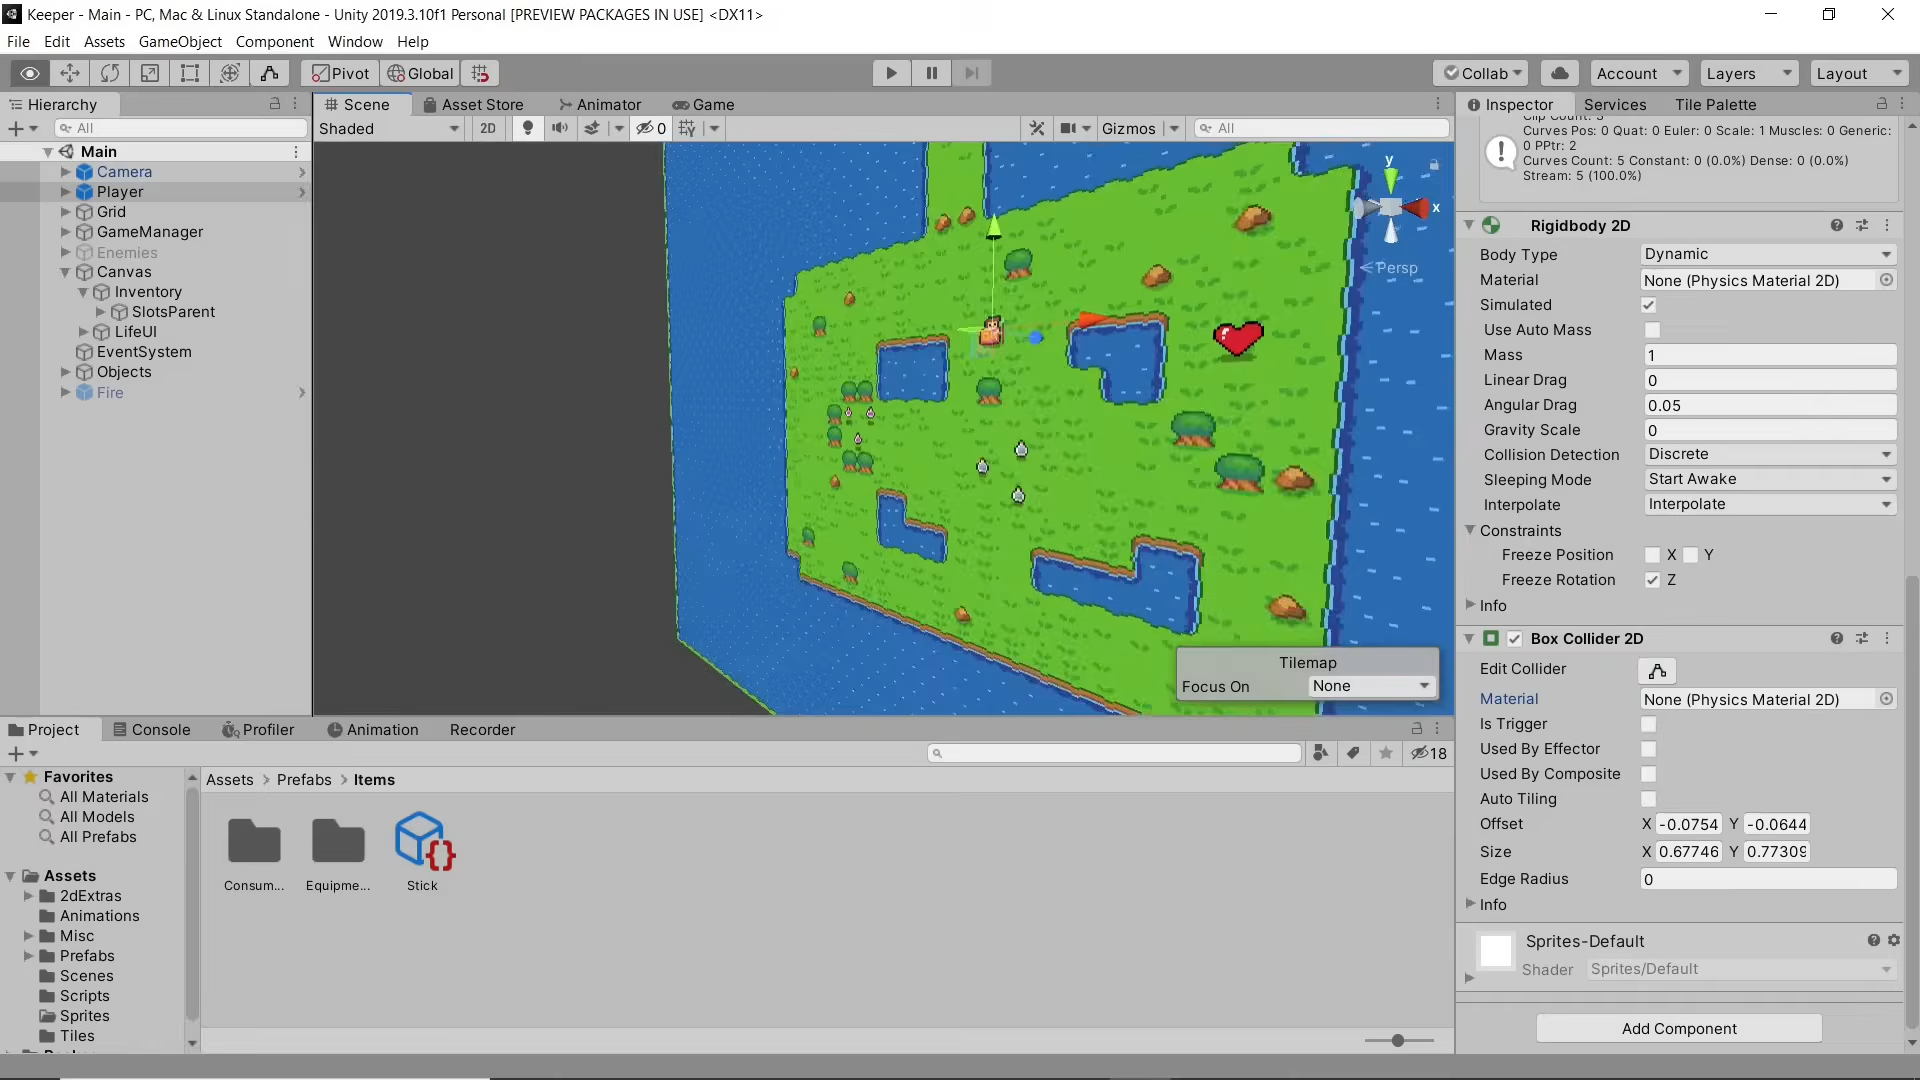 Keeper - Main - PC, Mac & Linux Standalone - Unity 2019.3.10f1 Personal [PREVIEW PACKAGES IN USE] <DX11>
File Edit Assets GameObject Component Window Help
Pivot Global Collab Account Layers Layout
Hierarchy
All
Main
Camera
Player
Grid
GameManager
Enemies
Canvas
Inventory
SlotsParent
LifeUI
EventSystem
Objects
Fire
Scene Asset Store Animator Game
Shaded 2D 0 Gizmos All
y
x
Persp
Tilemap
Focus On None
Inspector Services Tile Palette
Curves Pos: 0 Quat: 0 Euler: 0 Scale: 1 Muscles: 0 Generic:
0 PPtr: 2
Curves Count: 5 Constant: 0 (0.0%) Dense: 0 (0.0%)
Stream: 5 (100.0%)
Rigidbody 2D
Body Type Dynamic
Material None (Physics Material 2D)
Simulated
Use Auto Mass
Mass 1
Linear Drag 0
Angular Drag 0.05
Gravity Scale 0
Collision Detection Discrete
Sleeping Mode Start Awake
Interpolate Interpolate
Constraints
Freeze Position X Y
Freeze Rotation Z
Info
Box Collider 2D
Edit Collider
Material None (Physics Material 2D)
Is Trigger
Used By Effector
Used By Composite
Auto Tiling
Offset X -0.0754 Y -0.0644
Size X 0.67746 Y 0.77309
Edge Radius 0
Info
Sprites-Default
Shader Sprites/Default
Add Component
Project Console Profiler Animation Recorder
18
Favorites
All Materials
All Models
All Prefabs
Assets
2dExtras
Animations
Misc
Prefabs
Scenes
Scripts
Sprites
Tiles
Assets > Prefabs > Items
Consum... Equipme... Stick